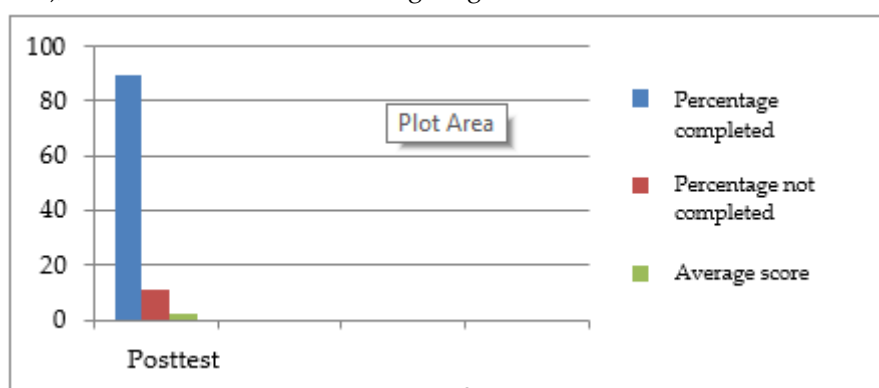 100
80
60
40
20
0
Plot Area
Posttest
Percentage
completed
Percentage not
completed
Average score